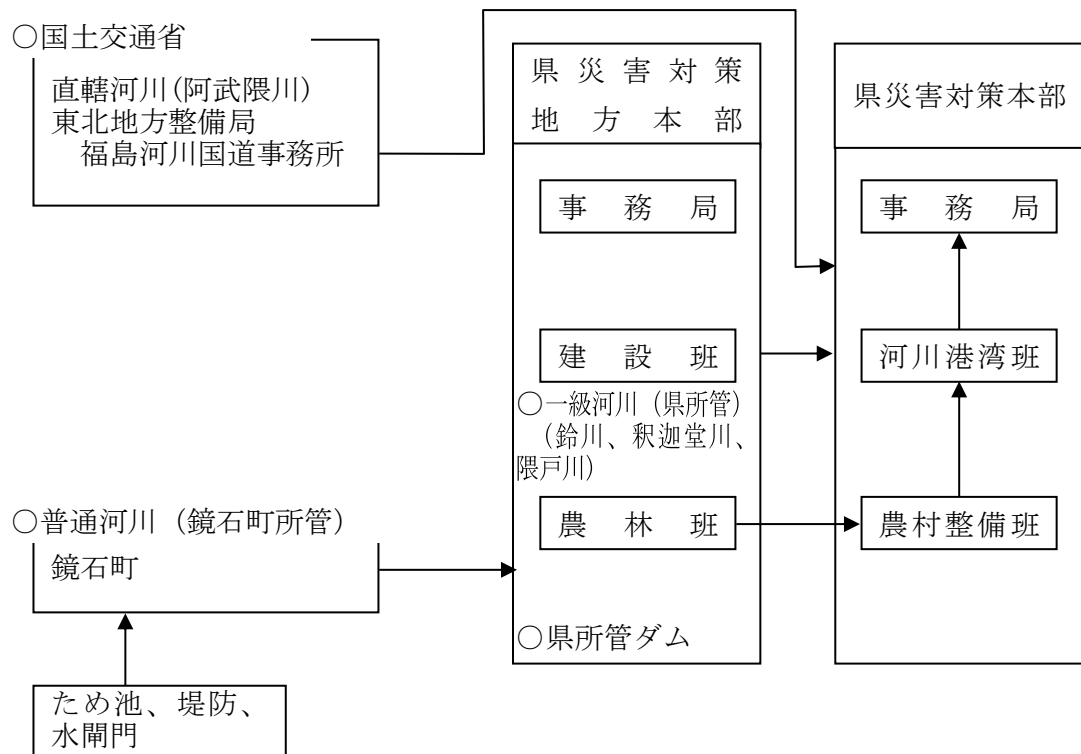 ○国土交通省
直轄河川(阿武隈川)
東北地方整備局
福島河川国道事務所
○普通河川(鏡石町所管)
鏡石町
ため池、堤防、
水閘門
県災害対策
地方本部
事務局
建設班
○一級河川(県所管)
(鈴川、釈迦堂川、
隈戸川)
農林班
○県所管ダム
県災害対策本部
事務局
河川港湾班
農村整備班